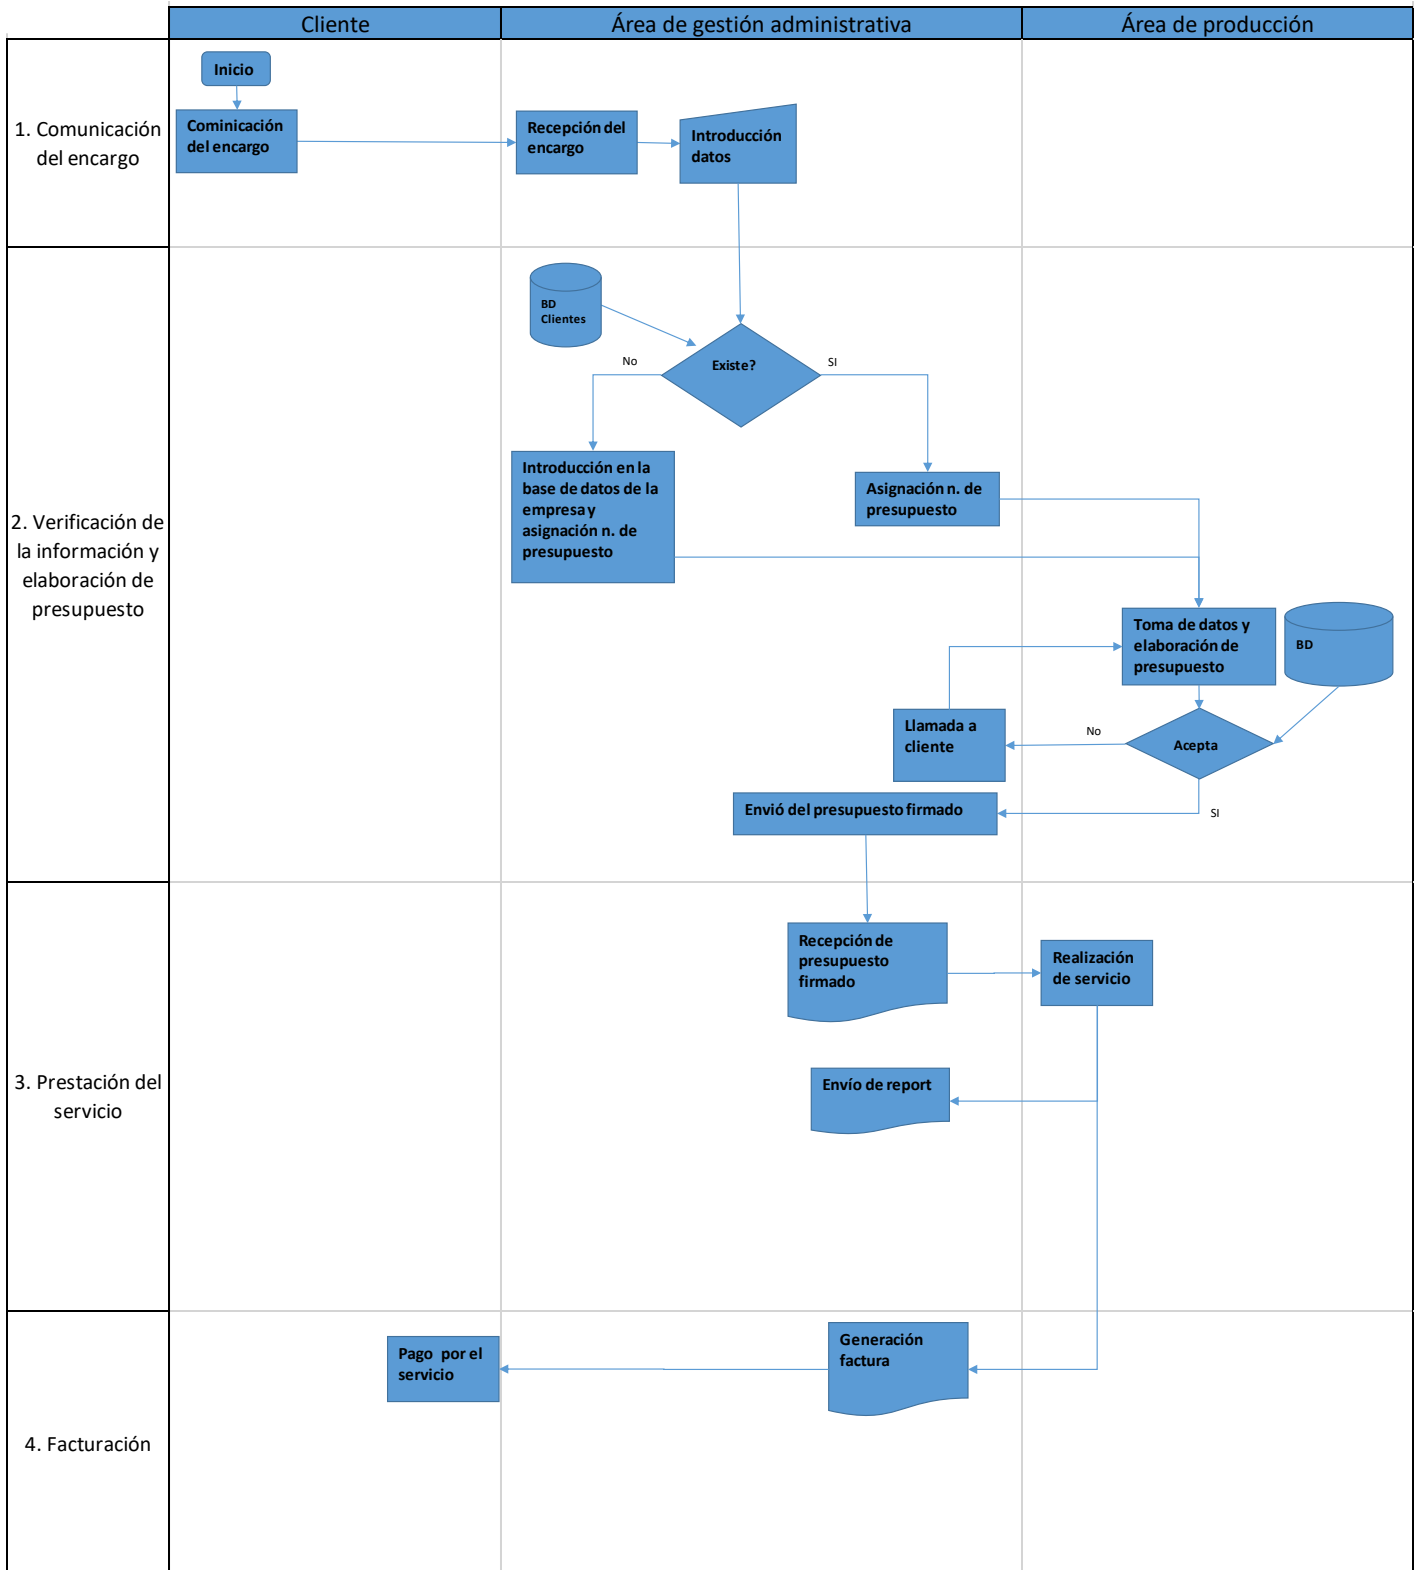 Cliente
Área de gestión administrativa
Área de producción
1. Comunicación
del encargo
Inicio
Cominicación
del encargo
Recepción del
encargo
Introducción
datos
2. Verificación de
la información y
elaboración de
presupuesto
BD
Clientes
Existe?
No
SI
Introducción en la
base de datos de la
empresa y
asignación n. de
presupuesto
Asignación n. de
presupuesto
Toma de datos y
elaboración de
presupuesto
BD
Llamada a
cliente
No
Acepta
SI
Envió del presupuesto firmado
3. Prestación del
servicio
Recepción de
presupuesto
firmado
Realización
de servicio
Envío de report
4. Facturación
Pago por el
servicio
Generación
factura